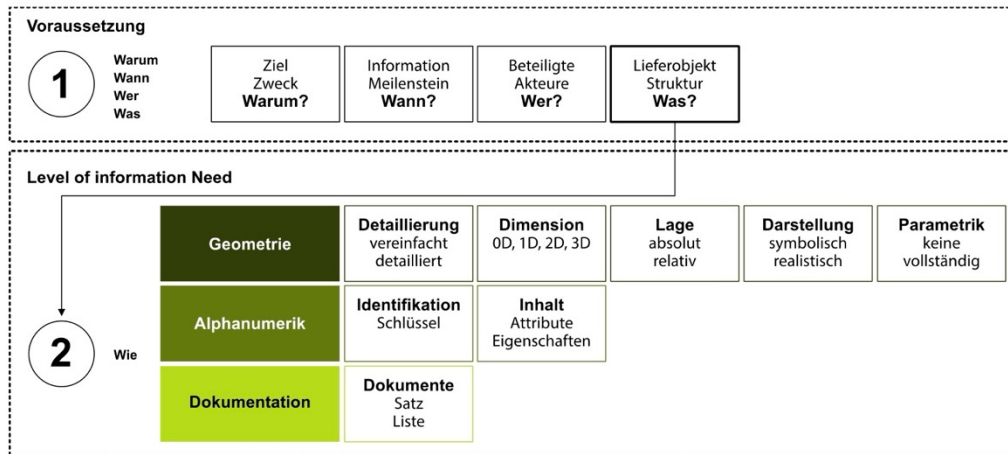 Voraussetzung
1
Warum
Wann
Wer
Was
Ziel
Zweck
Warum?
Information
Meilenstein
Wann?
Beteiligte
Akteure
Wer?
Lieferobjekt
Struktur
Was?
Level of information Need
2
Wie
Geometrie
Detaillierung
vereinfacht
detailliert
Dimension
0D, 1D, 2D, 3D
Lage
absolut
relativ
Darstellung
symbolisch
realistisch
Parametrik
keine
vollständig
Alphanumerik
Identifikation
Schlüssel
Inhalt
Attribute
Eigenschaften
Dokumentation
Dokumente
Satz
Liste